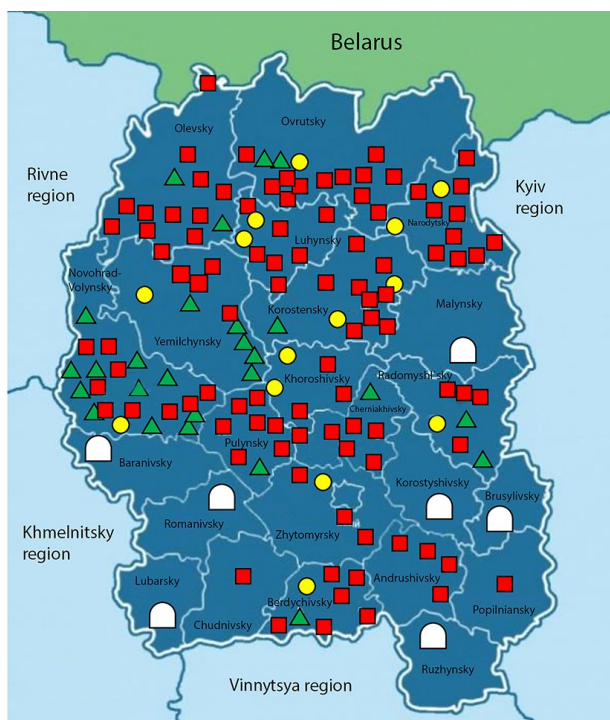 Belarus
Ovrutsky
Olevsky
Rivne
region
Kyiv
region
Narodytsky
Luhynsky
Novohrad-
Volynsky
Korostensky
Malynsky
Yemilchynsky
Khoroshivsky
Cherniakhivsky
Pulynsky
Baranivsky
Korostyshivsky
Brusylivsky
Romanivsky
Zhytomyrsky
Khmelnitsky
region
Lubarsky
Chudnivsky
Berdychivsky
Andrushivsky
Popilniansky
Ruzhynsky
Vinnytsya region